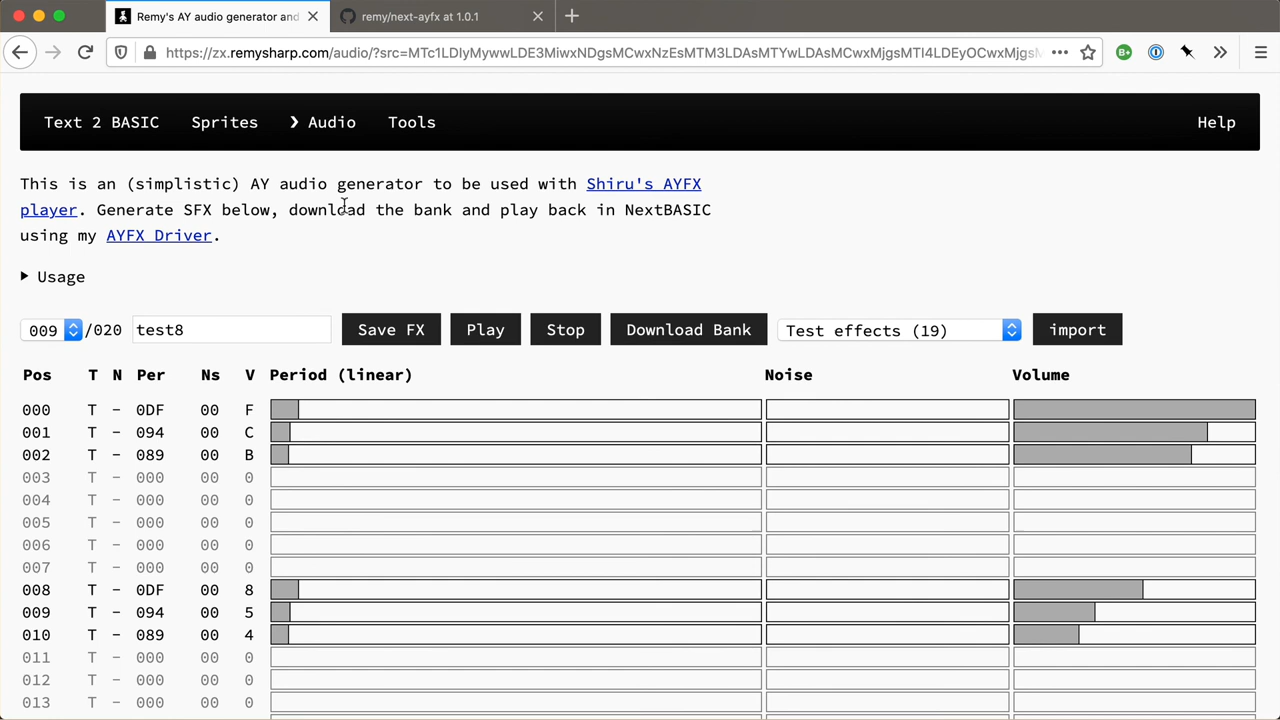 Remy's AY audio generator and
remy/next-ayfx at 1.0.1
https://zx.remysharp.com/audio/?src=MTc1LDIyMywwLDE3MiwxNDgsMCwxNzEsMTM3LDAsMTYwLDAsMCwxMjgsMTI4LDEyOCwxMjgsM
Text 2 BASIC Sprites ❯ Audio Tools Help
This is an (simplistic) AY audio generator to be used with Shiru's AYFX
player. Generate SFX below, download the bank and play back in NextBASIC
using my AYFX Driver.
Usage
009 /020 test8 Save FX Play Stop Download Bank Test effects (19) import
Pos T N Per Ns V Period (linear) Noise Volume
000 T - 0DF 00 F
001 T - 094 00 C
002 T - 089 00 B
003 T - 000 00 0
004 T - 000 00 0
005 T - 000 00 0
006 T - 000 00 0
007 T - 000 00 0
008 T - 0DF 00 8
009 T - 094 00 5
010 T - 089 00 4
011 T - 000 00 0
012 T - 000 00 0
013 T - 000 00 0